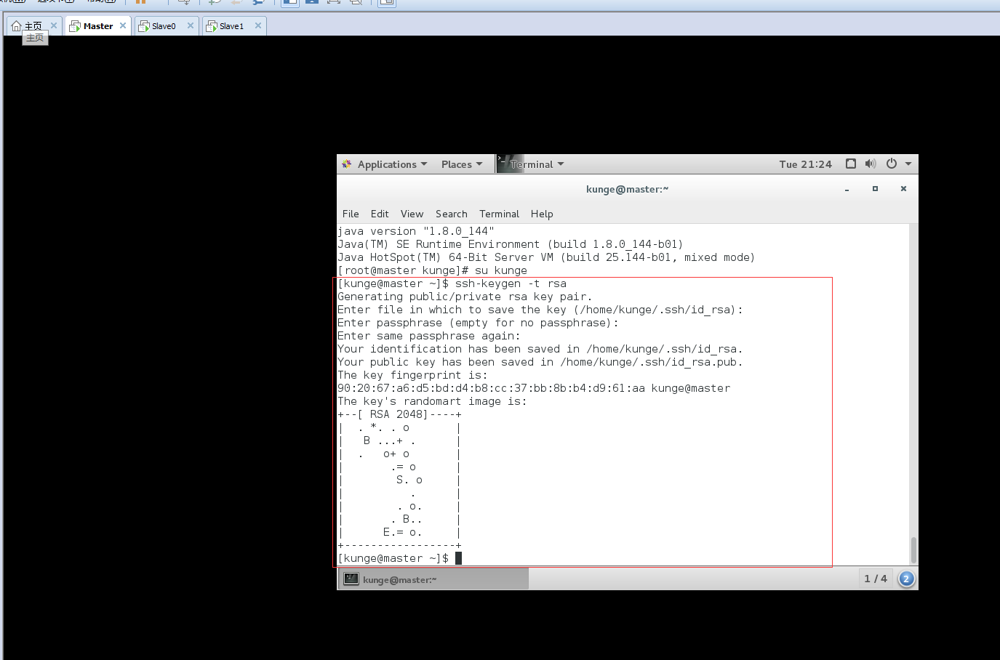 主页 Master Slave0 Slave1
主页
Applications Places Terminal Tue 21:24
kunge@master:~
File Edit View Search Terminal Help
java version "1.8.0_144"
Java(TM) SE Runtime Environment (build 1.8.0_144-b01)
Java HotSpot(TM) 64-Bit Server VM (build 25.144-b01, mixed mode)
[root@master kunge]# su kunge
[kunge@master ~]$ ssh-keygen -t rsa
Generating public/private rsa key pair.
Enter file in which to save the key (/home/kunge/.ssh/id_rsa):
Enter passphrase (empty for no passphrase):
Enter same passphrase again:
Your identification has been saved in /home/kunge/.ssh/id_rsa.
Your public key has been saved in /home/kunge/.ssh/id_rsa.pub.
The key fingerprint is:
90:20:67:a6:d5:bd:d4:b8:cc:37:bb:8b:b4:d9:61:aa kunge@master
The key's randomart image is:
+--[ RSA 2048]----+
|  . *. . o       |
|   B ...+ .      |
|  .   o+ o       |
|       .= o      |
|        S. o     |
|          .      |
|        . o.     |
|       . B..     |
|      E.= o.     |
+-----------------+
[kunge@master ~]$
kunge@master:~ 1 / 4 2